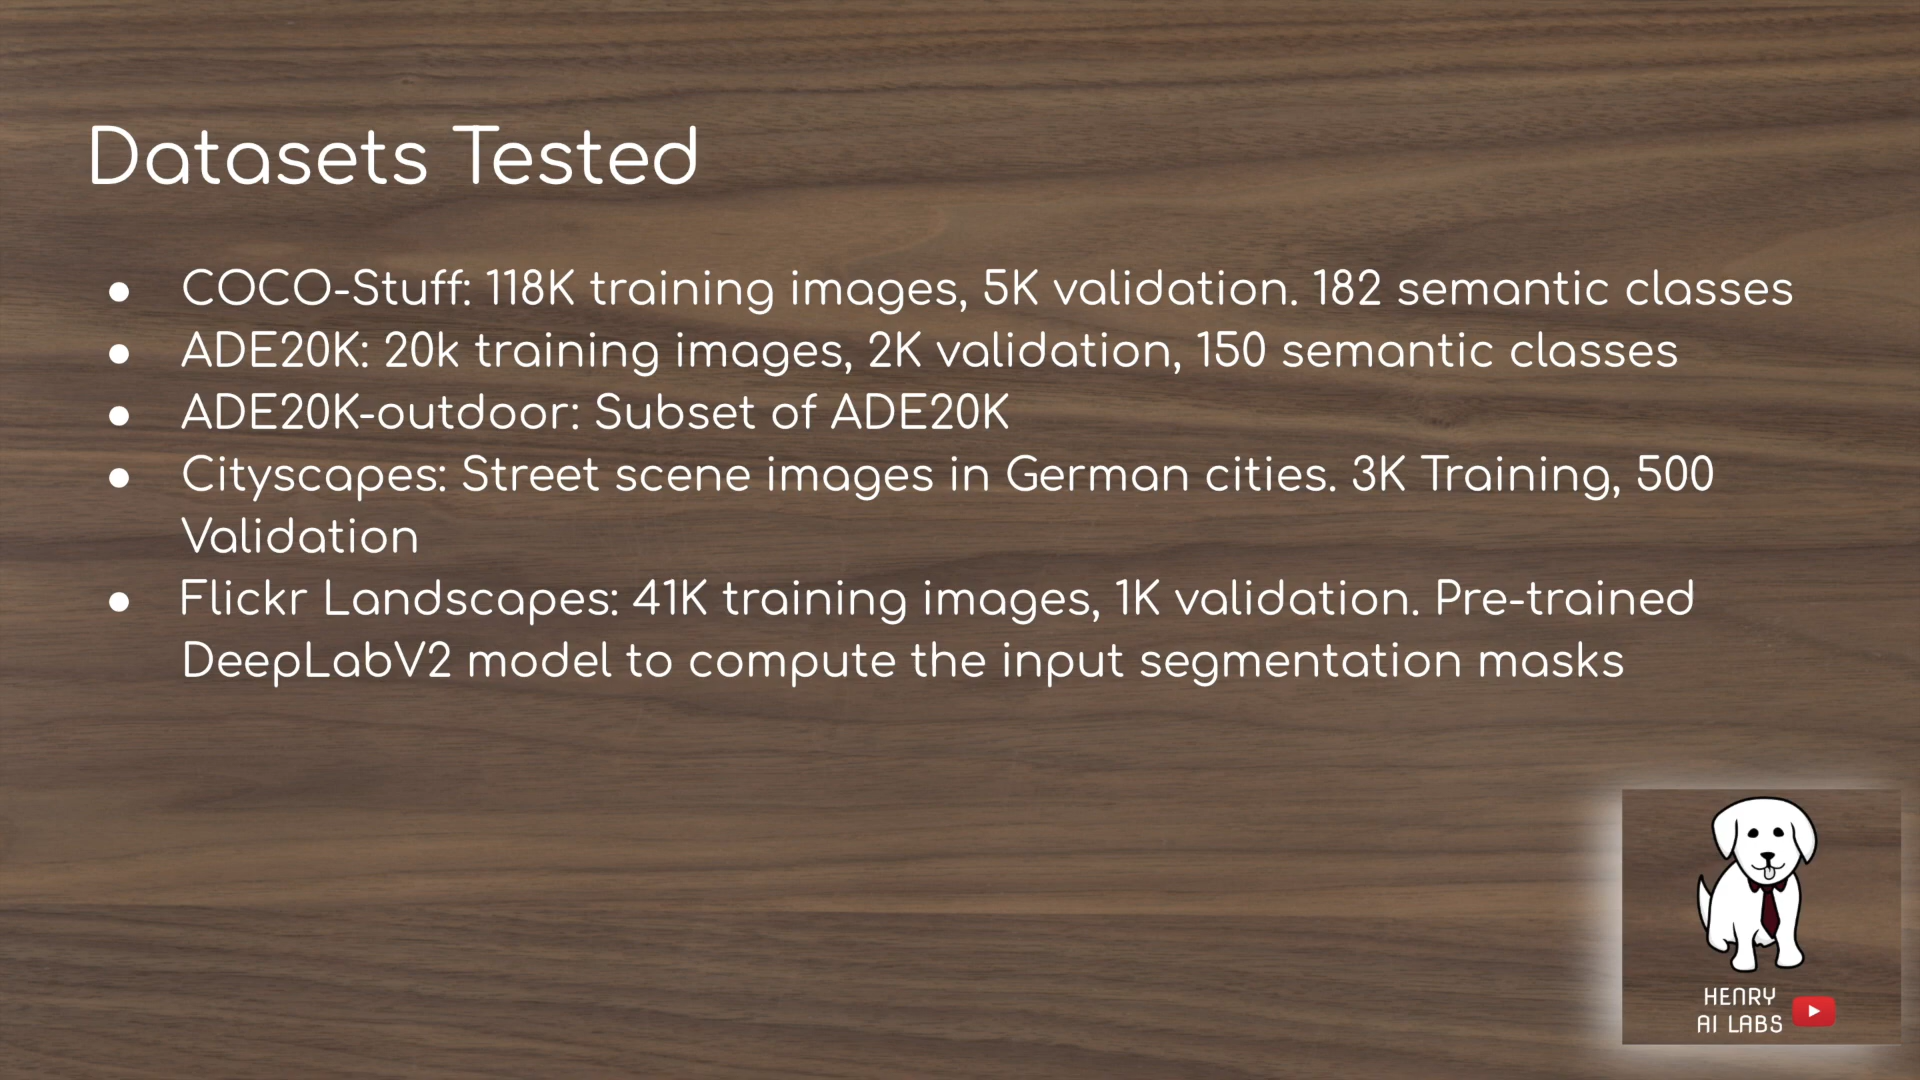 Datasets Tested
● COCO-Stuff: 118K training images, 5K validation. 182 semantic classes
● ADE20K: 20k training images, 2K validation, 150 semantic classes
● ADE20K-outdoor: Subset of ADE20K
● Cityscapes: Street scene images in German cities. 3K Training, 500
Validation
● Flickr Landscapes: 41K training images, 1K validation. Pre-trained
DeepLabV2 model to compute the input segmentation masks
HENRY
AI LABS